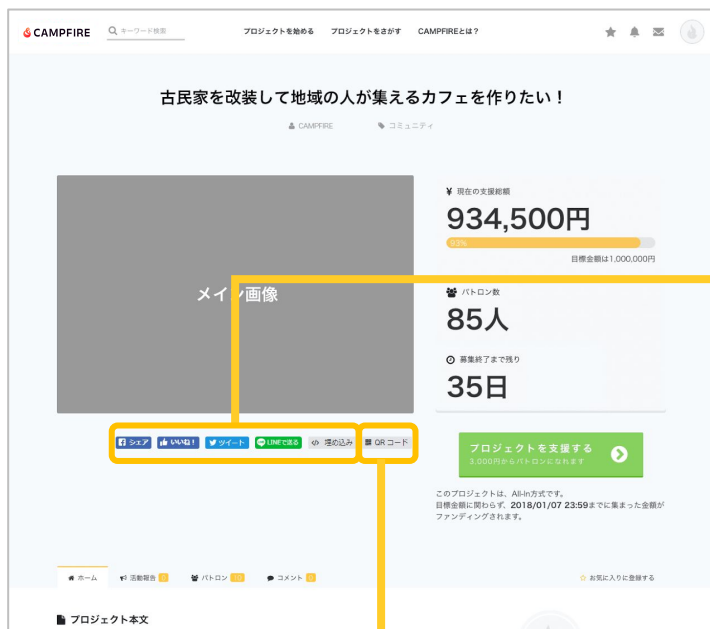 CAMPFIRE
キーワード検索
プロジェクトを始める プロジェクトをさがす CAMPFIREとは？
古民家を改装して地域の人が集えるカフェを作りたい！
CAMPFIRE コミュニティ
メイン画像
¥ 現在の支援総額
934,500円
93%
目標金額は1,000,000円
パトロン数
85人
募集終了まで残り
35日
シェア いいね！ ツイート LINEで送る </> 埋め込み QRコード
プロジェクトを支援する
3,000円からパトロンになれます
このプロジェクトは、All-in方式です。
目標金額に関わらず、2018/01/07 23:59までに集まった金額が
ファンディングされます。
ホーム 活動報告 0 パトロン 10 コメント 0
お気に入りに登録する
プロジェクト本文